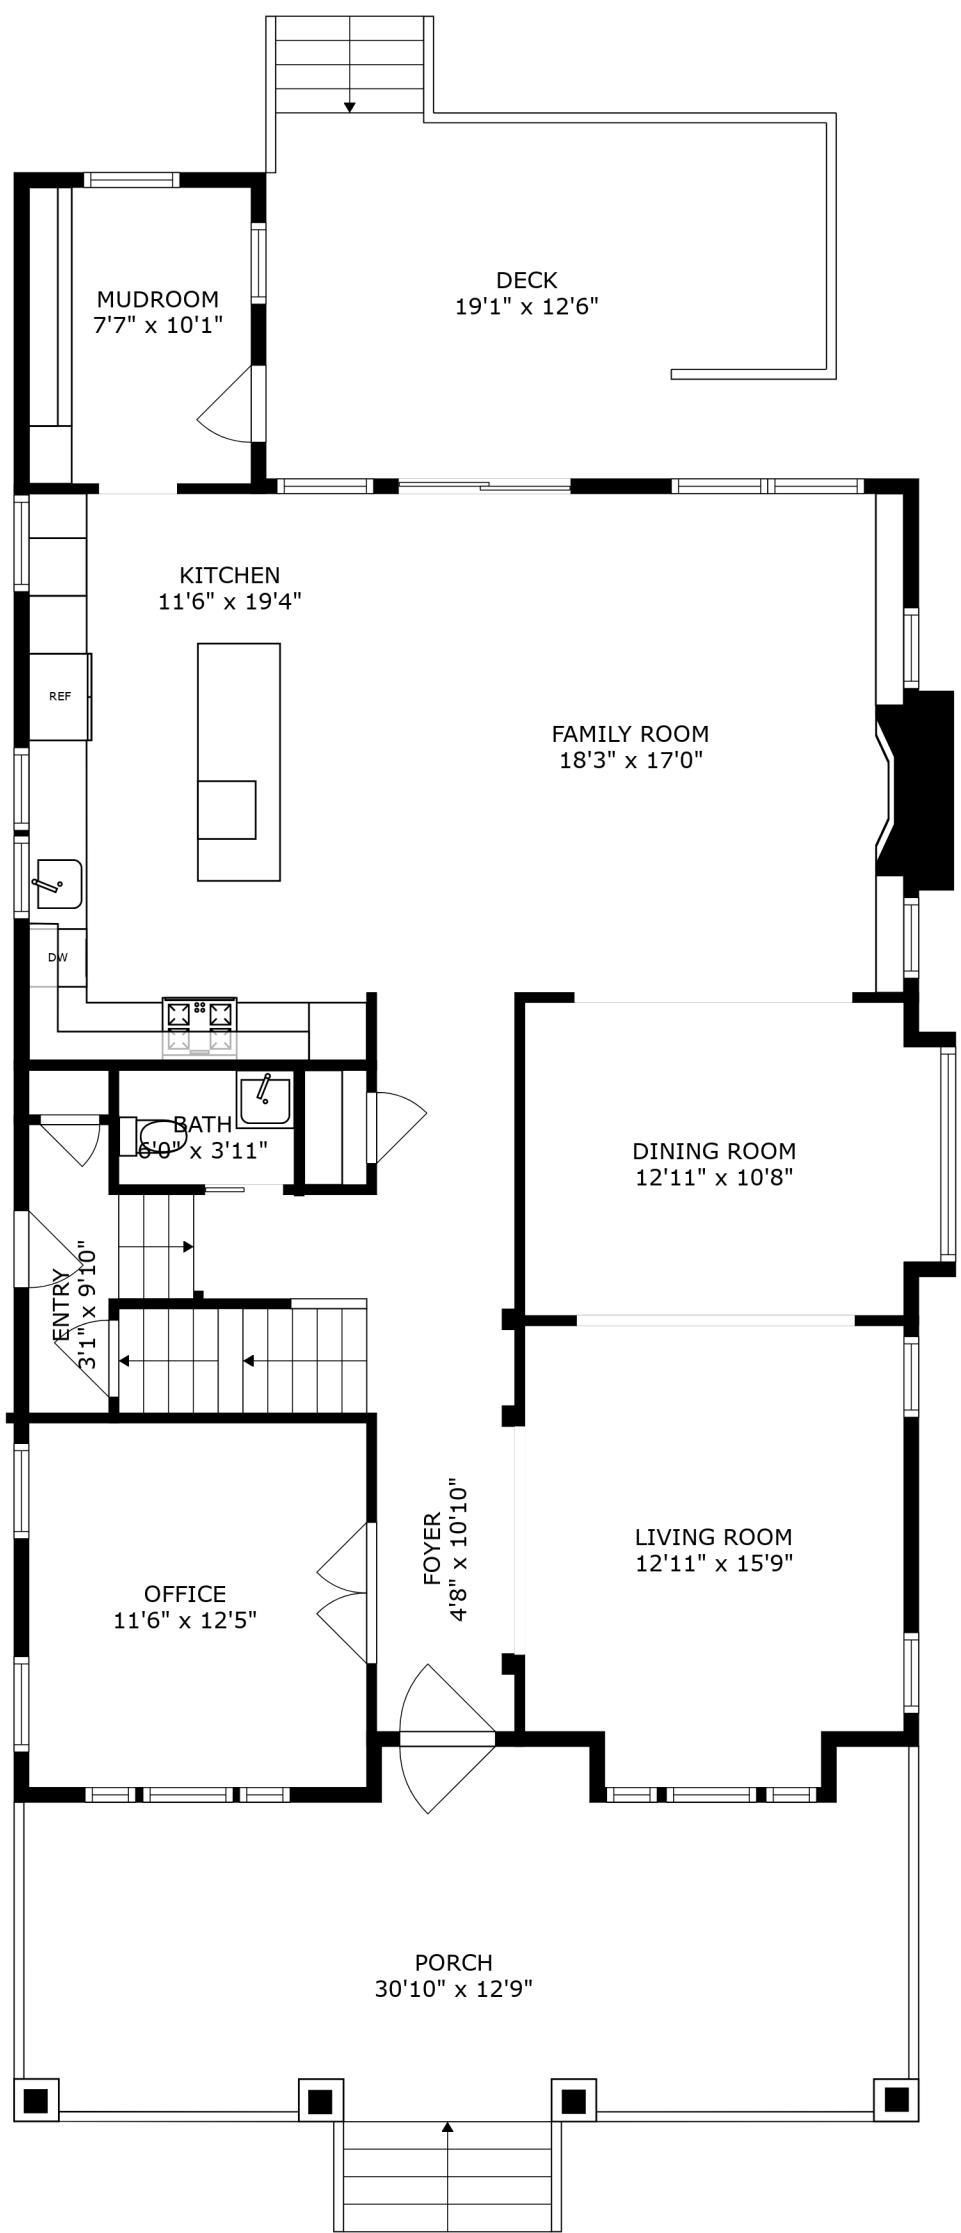 DECK
19'1" x 12'6"
MUDROOM
7'7" x 10'1"
KITCHEN
11'6" x 19'4"
REF
FAMILY ROOM
18'3" x 17'0"
DW
BATH
6'0" x 3'11"
DINING ROOM
12'11" x 10'8"
ENTRY
3'1" x 9'10"
FOYER
4'8" x 10'10"
LIVING ROOM
12'11" x 15'9"
OFFICE
11'6" x 12'5"
PORCH
30'10" x 12'9"